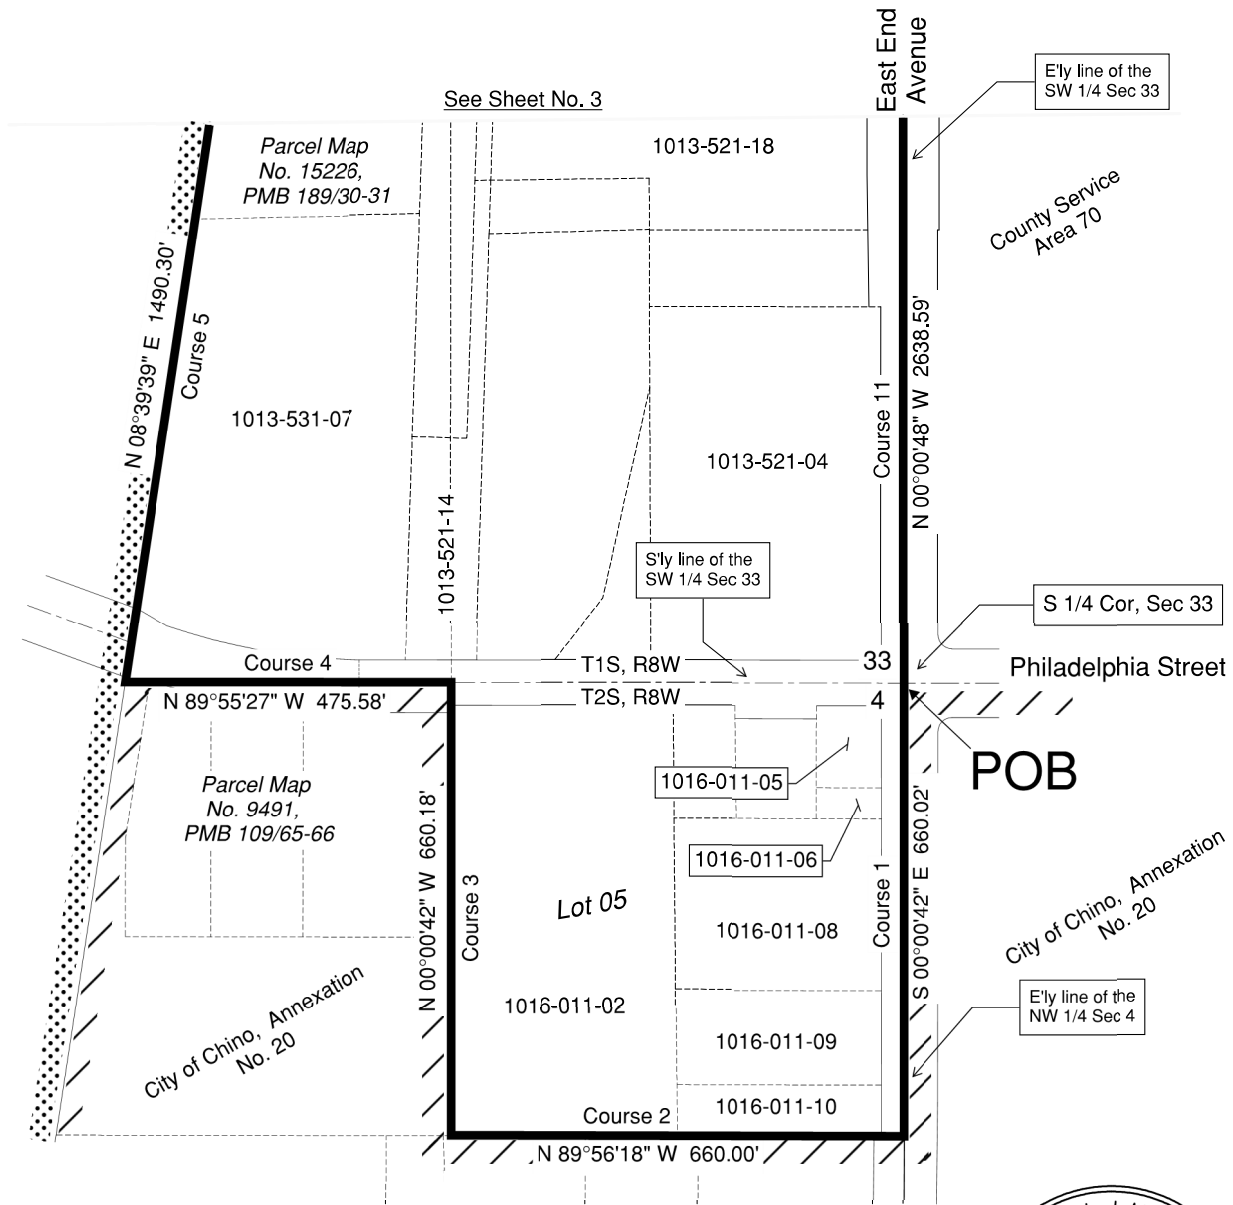 East End
Avenue
E'ly line of the
SW 1/4 Sec 33
See Sheet No. 3
Parcel Map
No. 15226,
PMB 189/30-31
1013-521-18
County Service
Area 70
N 08°39'39" E 1490.30'
Course 5
1013-531-07
1013-521-04
Course 11
N 00°00'48" W 2638.59'
1013-521-14
S'ly line of the
SW 1/4 Sec 33
S 1/4 Cor, Sec 33
Course 4
T1S, R8W
33
Philadelphia Street
N 89°55'27" W 475.58'
T2S, R8W
4
POB
1016-011-05
Parcel Map
No. 9491,
PMB 109/65-66
1016-011-06
N 00°00'42" W 660.18'
Course 3
Lot 05
1016-011-08
Course 1
S 00°00'42" E 660.02'
City of Chino, Annexation
No. 20
City of Chino, Annexation
No. 20
1016-011-02
E'ly line of the
NW 1/4 Sec 4
1016-011-09
1016-011-10
Course 2
N 89°56'18" W 660.00'